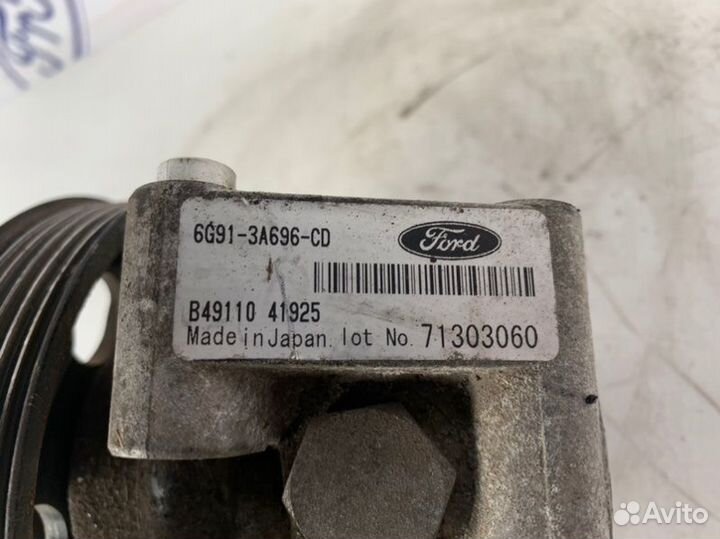 6G91-3A696-CD
Ford
B49110 41925
Made in Japan. lot No. 71303060
Avito